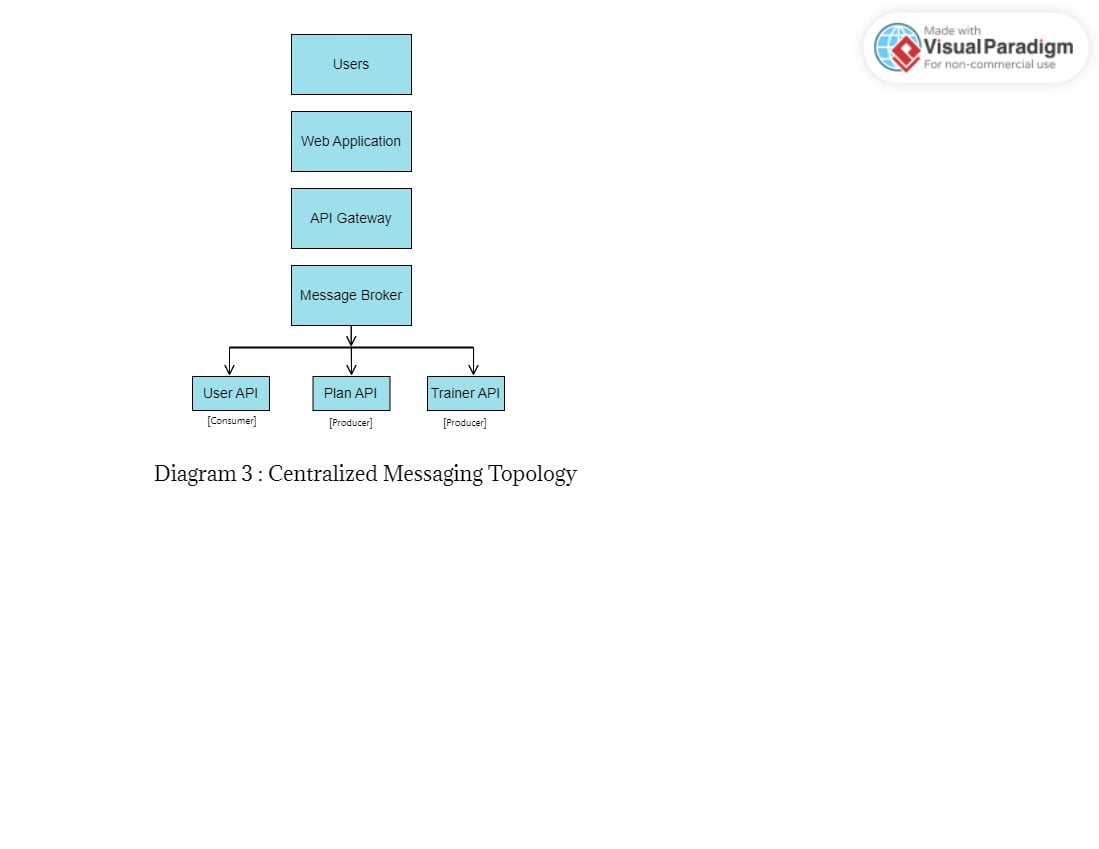 Made with
Visual Paradigm
For non-commercial use
Users
Web Application
API Gateway
Message Broker
User API
Plan API
Trainer API
[Consumer]
[Producer]
[Producer]
Diagram 3 : Centralized Messaging Topology